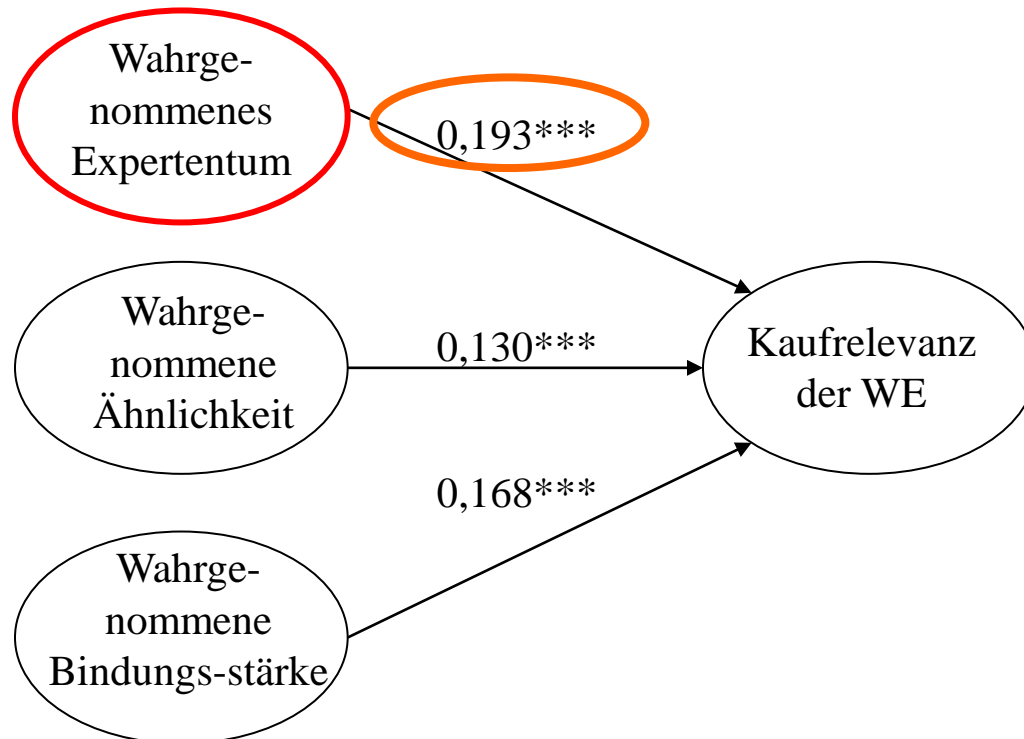 Wahrge-
nommenes
Expertentum
0,193***
Wahrge-
nommene
Ähnlichkeit
0,130***
Kaufrelevanz
der WE
0,168***
Wahrge-
nommene
Bindungs-stärke